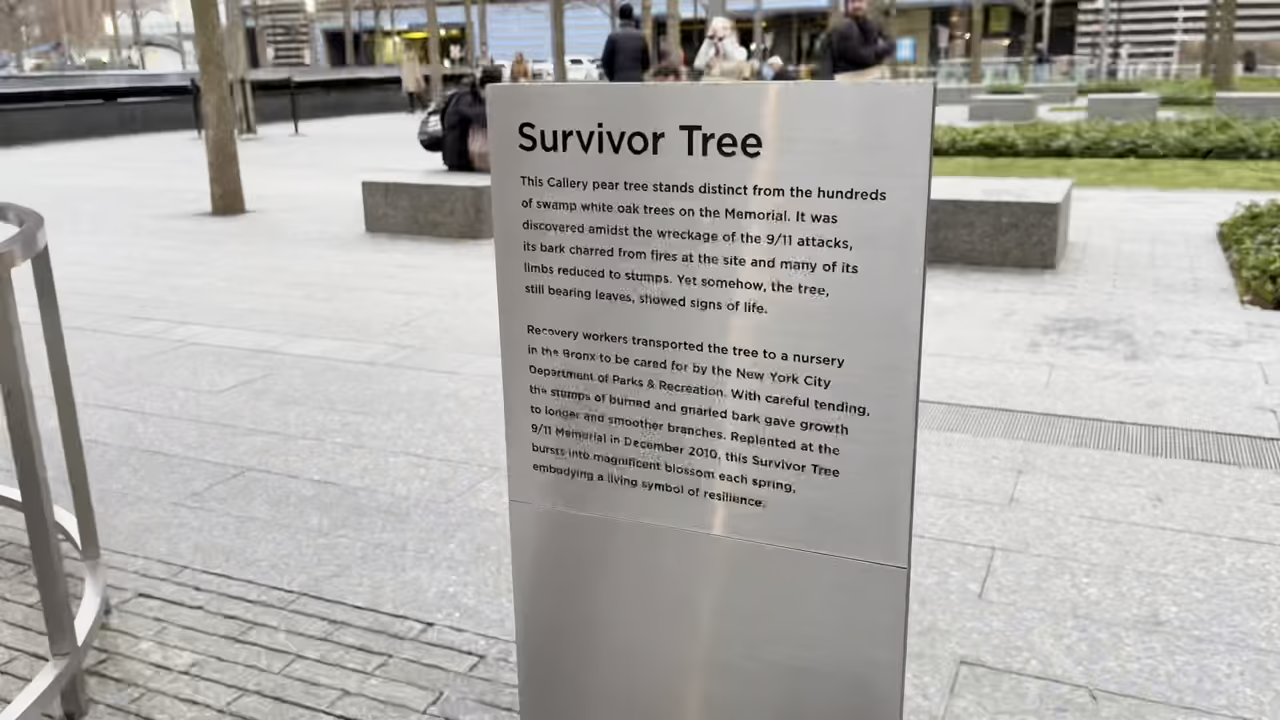 Survivor Tree
This Callery pear tree stands distinct from the hundreds
of swamp white oak trees on the Memorial. It was
discovered amidst the wreckage of the 9/11 attacks,
its bark charred from fires at the site and many of its
limbs reduced to stumps. Yet somehow, the tree,
still bearing leaves, showed signs of life.
Recovery workers transported the tree to a nursery
in the Bronx to be cared for by the New York City
Department of Parks & Recreation. With careful tending,
the stumps of burned and gnarled bark gave growth
to longer and smoother branches. Replanted at the
9/11 Memorial in December 2010, this Survivor Tree
bursts into magnificent blossom each spring,
embodying a living symbol of resilience.